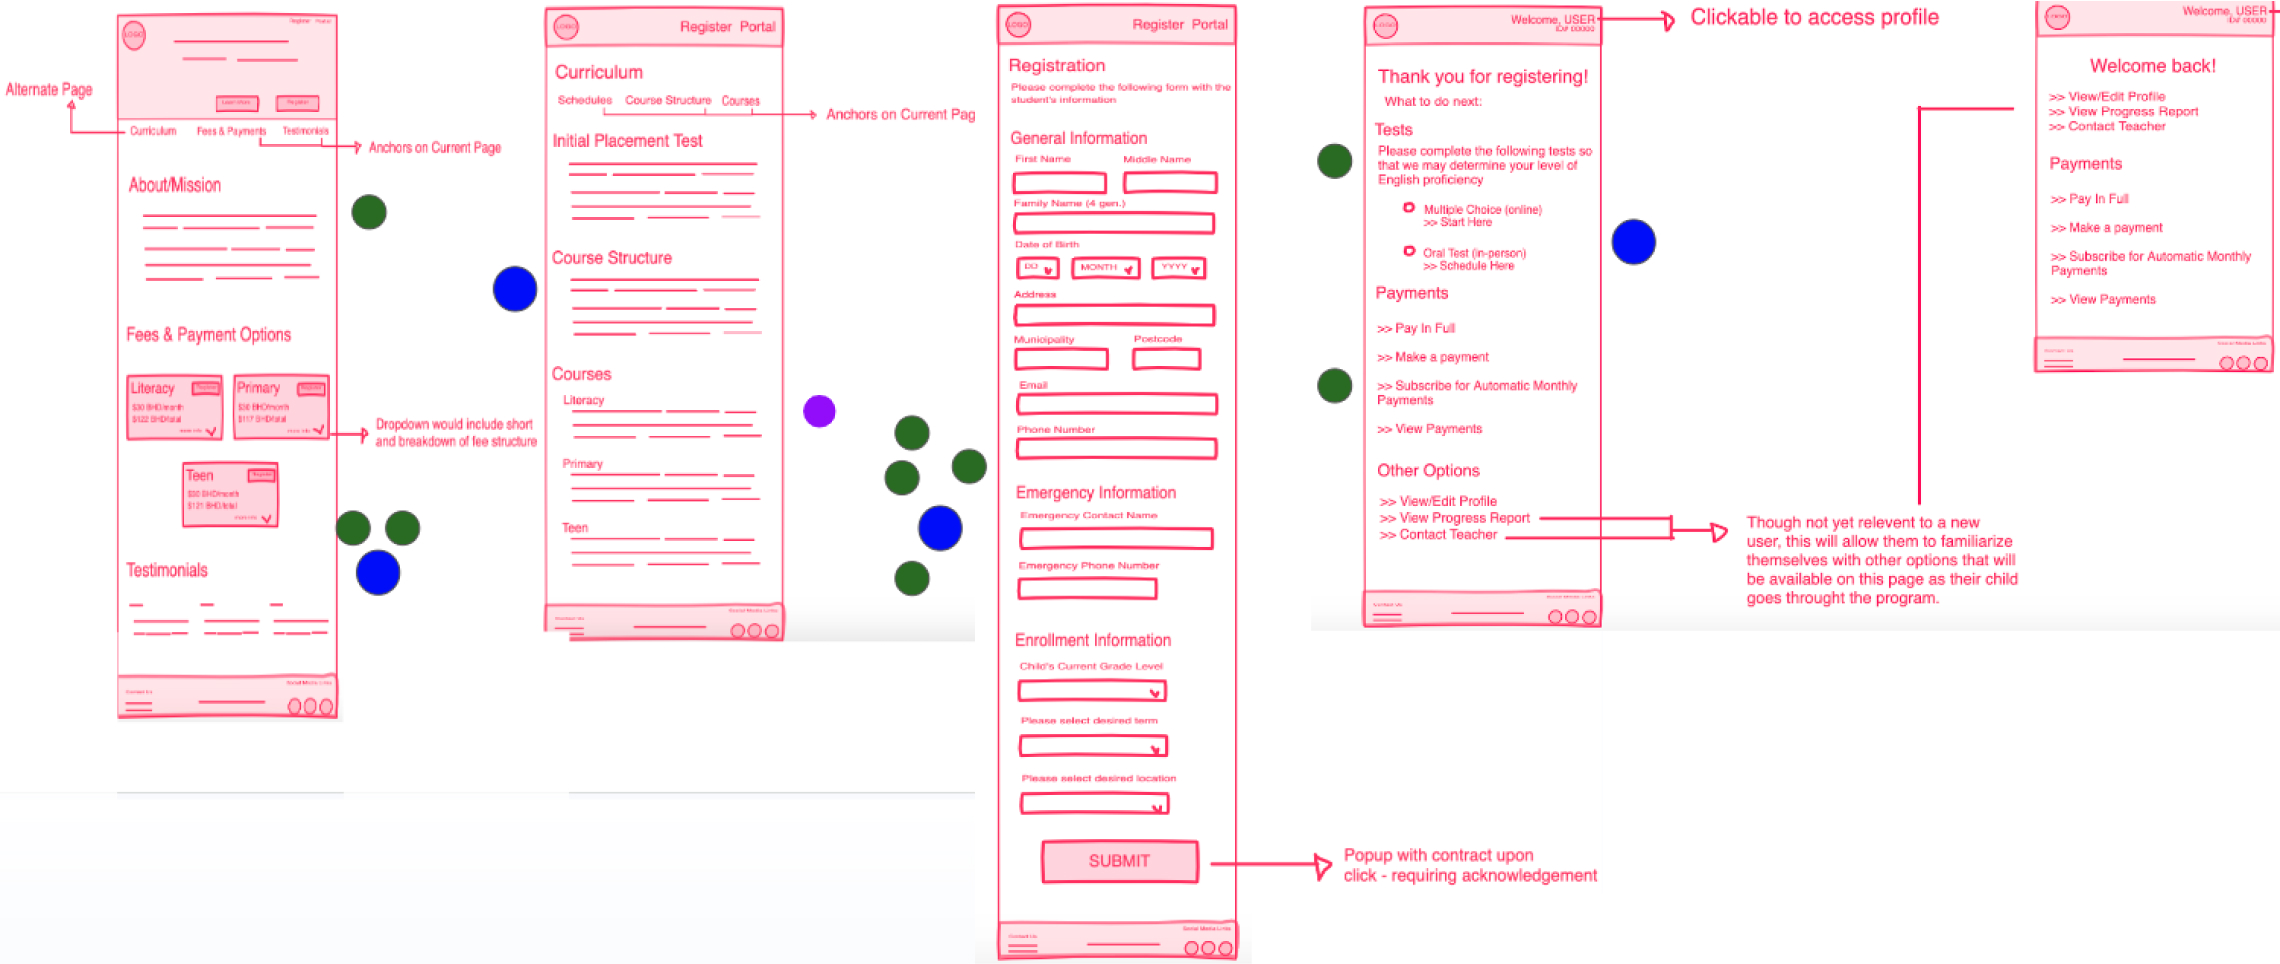 Register Portal
LOGO
Learn More
Register
Alternate Page
Curriculum
Fees & Payments
Testimonials
Anchors on Current Page
About/Mission
Fees & Payment Options
Literacy
$30 BHD/month
$122 BHD/total
more info
Primary
$30 BHD/month
$117 BHD/total
more info
Dropdown would include short
and breakdown of fee structure
Teen
$30 BHD/month
$121 BHD/total
more info
Testimonials
Contact Us
Social Media Links
LOGO
Register Portal
Curriculum
Schedules
Course Structure
Courses
Anchors on Current Pag
Initial Placement Test
Course Structure
Courses
Literacy
Primary
Teen
Contact Us
Social Media Links
LOGO
Register Portal
Registration
Please complete the following form with the
student's information
General Information
First Name
Middle Name
Family Name (4 gen.)
Date of Birth
DD
MONTH
YYYY
Address
Municipality
Postcode
Email
Phone Number
Emergency Information
Emergency Contact Name
Emergency Phone Number
Enrollment Information
Child's Current Grade Level
Please select desired term
Please select desired location
SUBMIT
Popup with contract upon
click - requiring acknowledgement
Contact Us
Social Media Links
LOGO
Welcome, USER
ID# 00000
Clickable to access profile
Thank you for registering!
What to do next:
Tests
Please complete the following tests so
that we may determine your level of
English proficiency
Multiple Choice (online)
>> Start Here
Oral Test (in-person)
>> Schedule Here
Payments
>> Pay In Full
>> Make a payment
>> Subscribe for Automatic Monthly
Payments
>> View Payments
Other Options
>> View/Edit Profile
>> View Progress Report
>> Contact Teacher
Though not yet relevent to a new
user, this will allow them to familiarize
themselves with other options that will
be available on this page as their child
goes throught the program.
Contact Us
Social Media Links
Welcome, USER
ID# 00000
Welcome back!
>> View/Edit Profile
>> View Progress Report
>> Contact Teacher
Payments
>> Pay In Full
>> Make a payment
>> Subscribe for Automatic Monthly
Payments
>> View Payments
Contact Us
Social Media Links